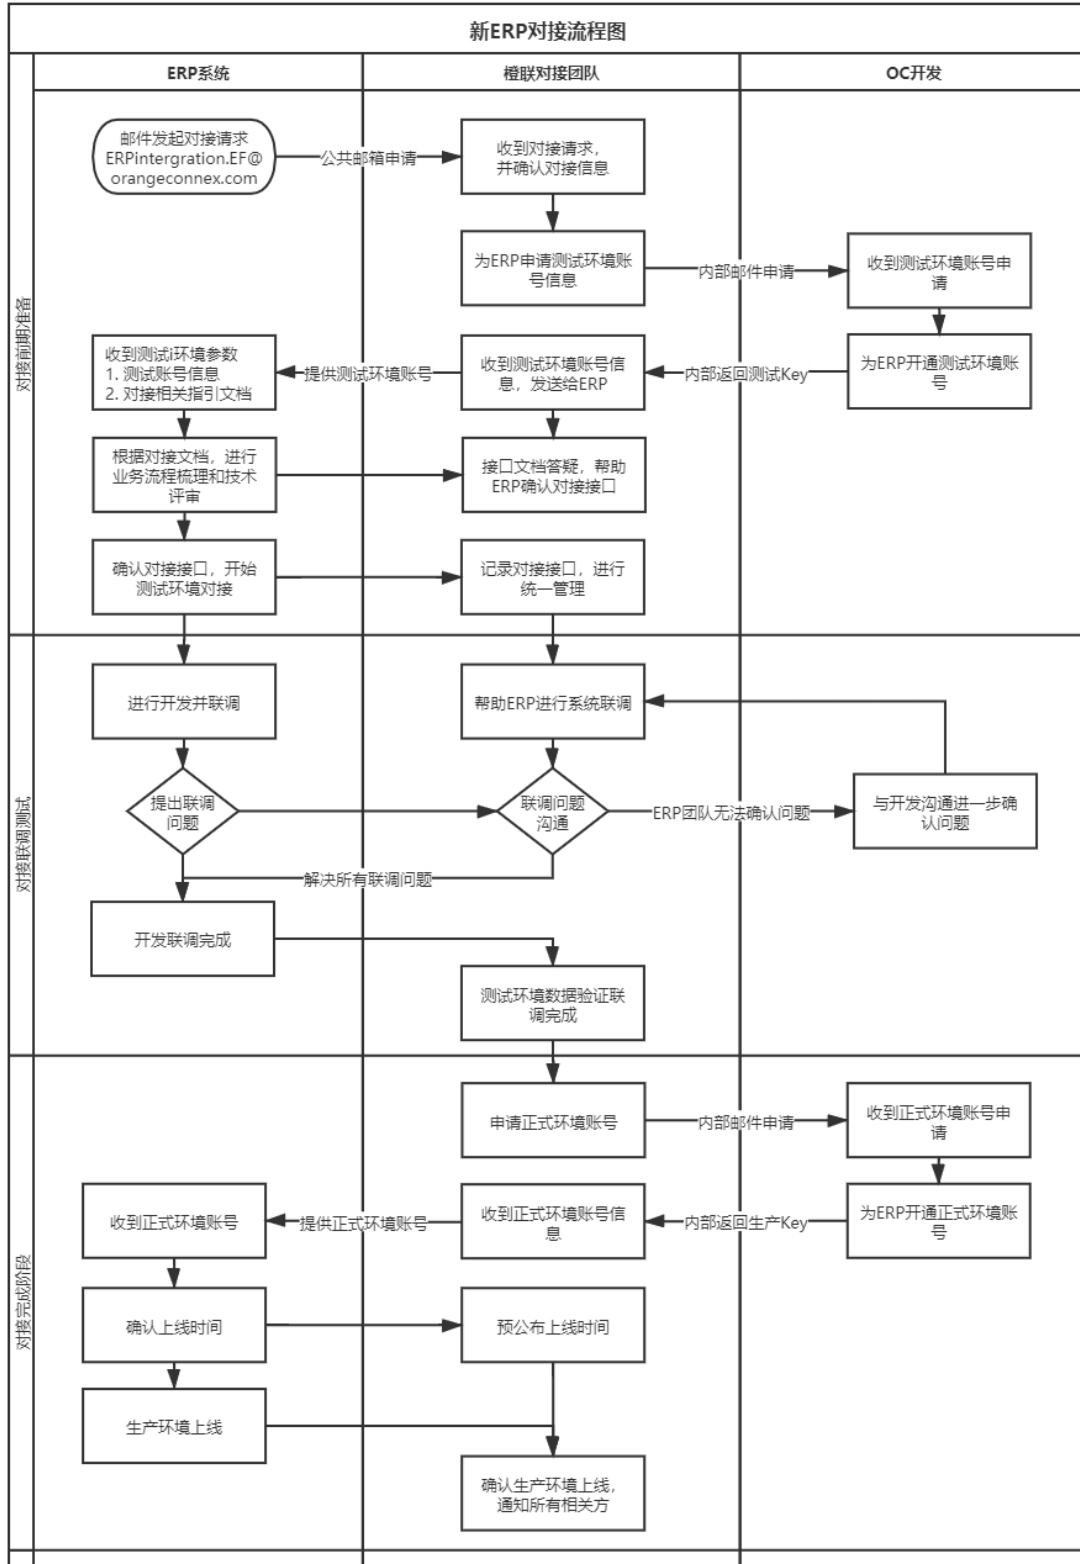 新ERP对接流程图
ERP系统
橙联对接团队
OC开发
对接前期准备
邮件发起对接请求
ERPintergration.EF@
orangeconnex.com
公共邮箱申请
收到对接请求，
并确认对接信息
为ERP申请测试环境账
号信息
内部邮件申请
收到测试环境账号申
请
为ERP开通测试环境账
号
内部返回测试Key
收到测试环境账号信
息，发送给ERP
提供测试环境账号
收到测试i环境参数
1. 测试账号信息
2. 对接相关指引文档
根据对接文档，进行
业务流程梳理和技术
评审
接口文档答疑，帮助
ERP确认对接接口
确认对接接口，开始
测试环境对接
记录对接接口，进行
统一管理
对接联调测试
进行开发并联调
帮助ERP进行系统联调
提出联调
问题
联调问题
沟通
ERP团队无法确认问题
与开发沟通进一步确
认问题
解决所有联调问题
开发联调完成
测试环境数据验证联
调完成
对接完成阶段
申请正式环境账号
内部邮件申请
收到正式环境账号申
请
为ERP开通正式环境账
号
内部返回生产Key
收到正式环境账号信
息
提供正式环境账号
收到正式环境账号
确认上线时间
预公布上线时间
生产环境上线
确认生产环境上线，
通知所有相关方